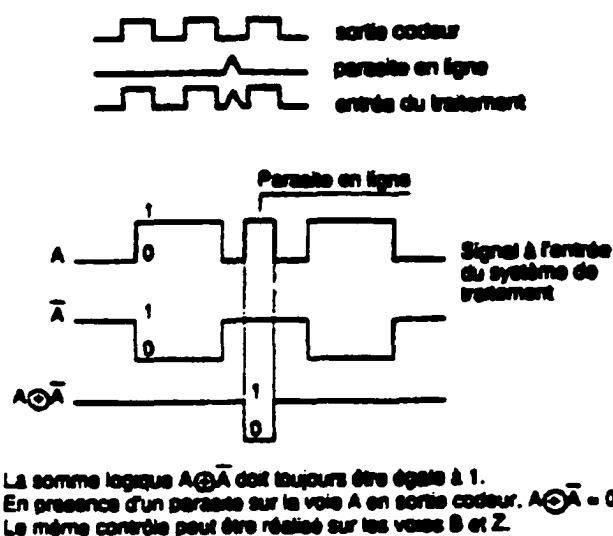 sortie codeur
parasite en ligne
entrée du traitement
Parasite en ligne
1
A
0
Signal à l'entrée
du système de
traitement
A̅
1
0
A⊕A̅
1
0
La somme logique A⊕A̅ doit toujours être égale à 1.
En presence d'un parasite sur la voie A en sortie codeur, A⊕A̅ = 0
Le même contrôle peut être réalisé sur les voies B et Z.